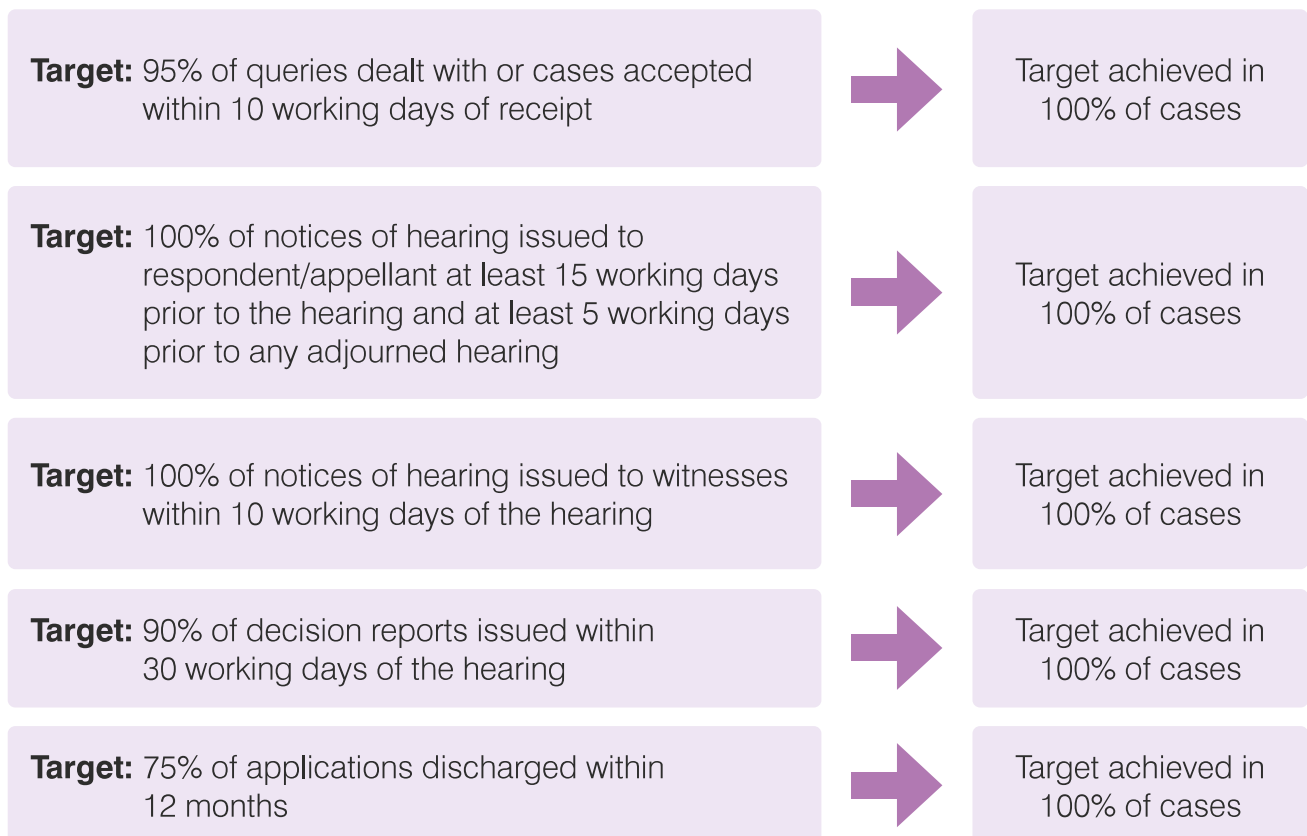 Target: 95% of queries dealt with or cases accepted
within 10 working days of receipt
Target achieved in
100% of cases
Target: 100% of notices of hearing issued to
respondent/appellant at least 15 working days
prior to the hearing and at least 5 working days
prior to any adjourned hearing
Target achieved in
100% of cases
Target: 100% of notices of hearing issued to witnesses
within 10 working days of the hearing
Target achieved in
100% of cases
Target: 90% of decision reports issued within
30 working days of the hearing
Target achieved in
100% of cases
Target: 75% of applications discharged within
12 months
Target achieved in
100% of cases